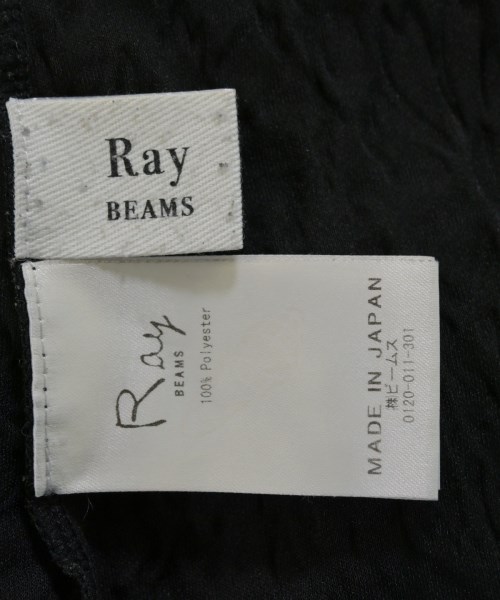 Ray
BEAMS
Ray
BEAMS
100% Polyester
MADE IN JAPAN
㈱ビームス
0120-011-301